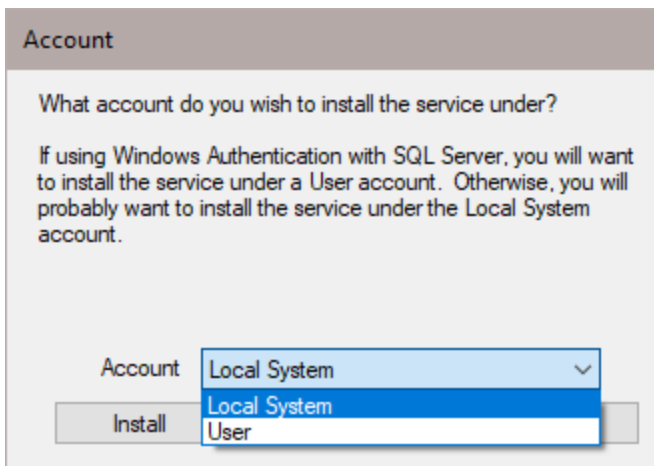 Account
What account do you wish to install the service under?
If using Windows Authentication with SQL Server, you will want
to install the service under a User account.  Otherwise, you will
probably want to install the service under the Local System
account.
Account Local System
Local System
Install User